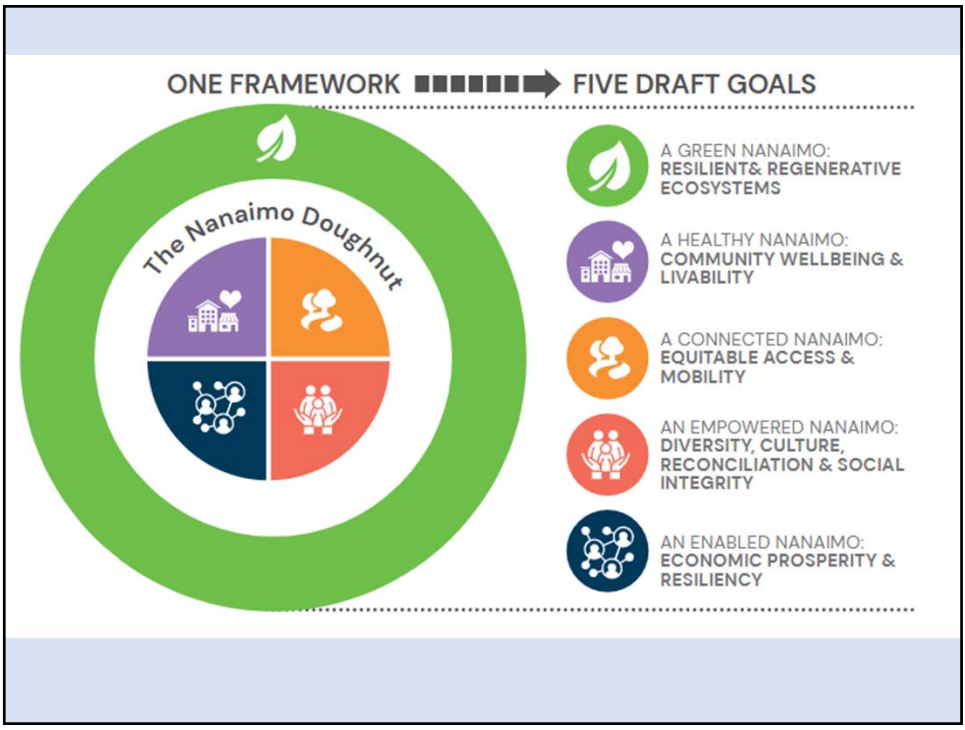 ONE FRAMEWORK
FIVE DRAFT GOALS
The Nanaimo Doughnut
A GREEN NANAIMO:
RESILIENT& REGENERATIVE
ECOSYSTEMS
A HEALTHY NANAIMO:
COMMUNITY WELLBEING &
LIVABILITY
A CONNECTED NANAIMO:
EQUITABLE ACCESS &
MOBILITY
AN EMPOWERED NANAIMO:
DIVERSITY, CULTURE,
RECONCILIATION & SOCIAL
INTEGRITY
AN ENABLED NANAIMO:
ECONOMIC PROSPERITY &
RESILIENCY